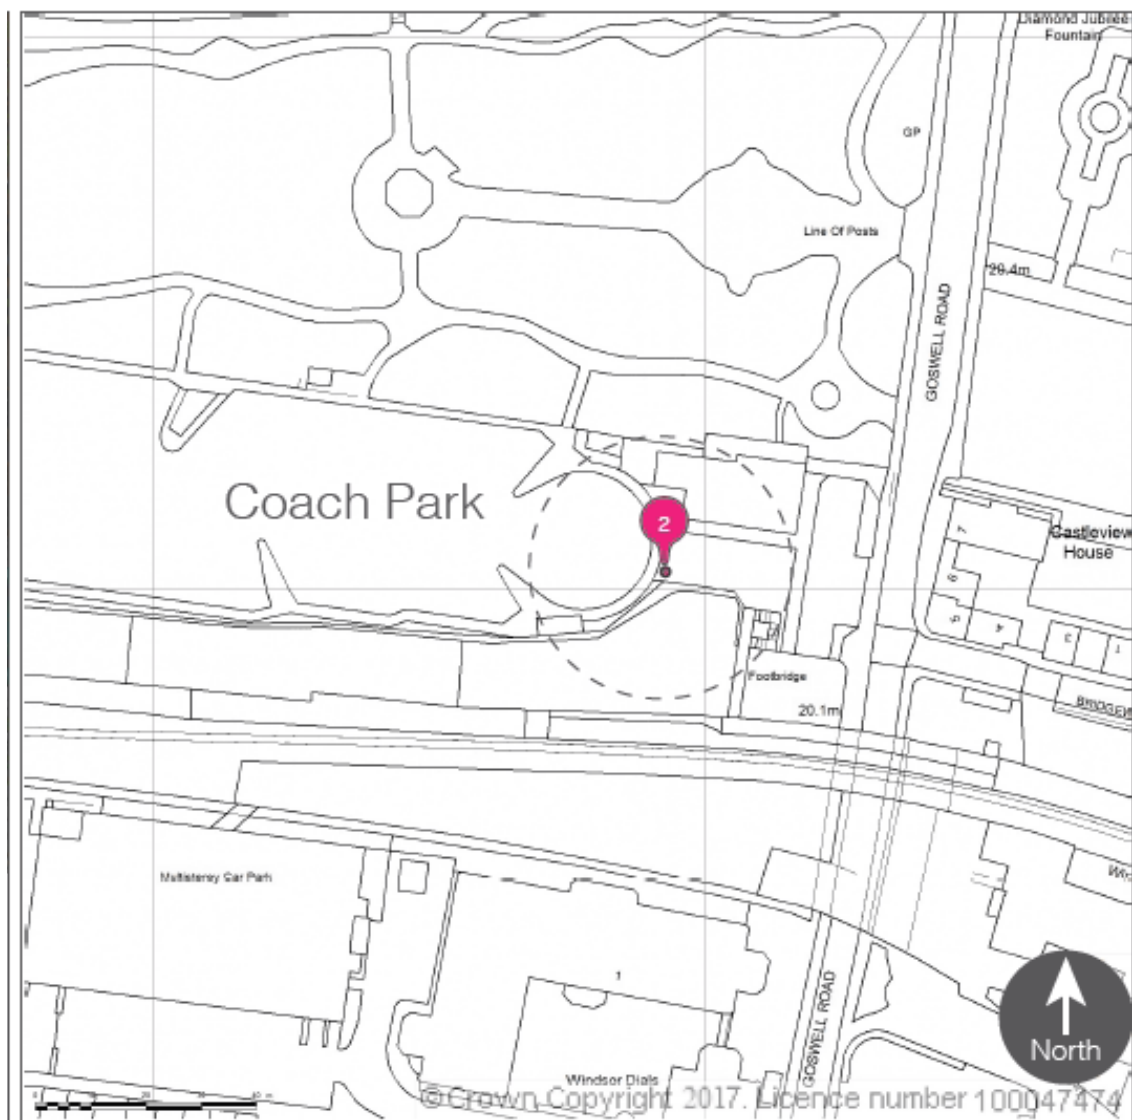 Diamond Jubilee
Fountain
GP
Line Of Posts
20.4m
GOSWELL ROAD
Coach Park
2
7
Castleview
House
6
5
4
3
1
Footbridge
20.1m
Multistorey Car Park
1
GOSWELL ROAD
North
Windsor Dials
©Crown Copyright 2017. Licence number 100047474